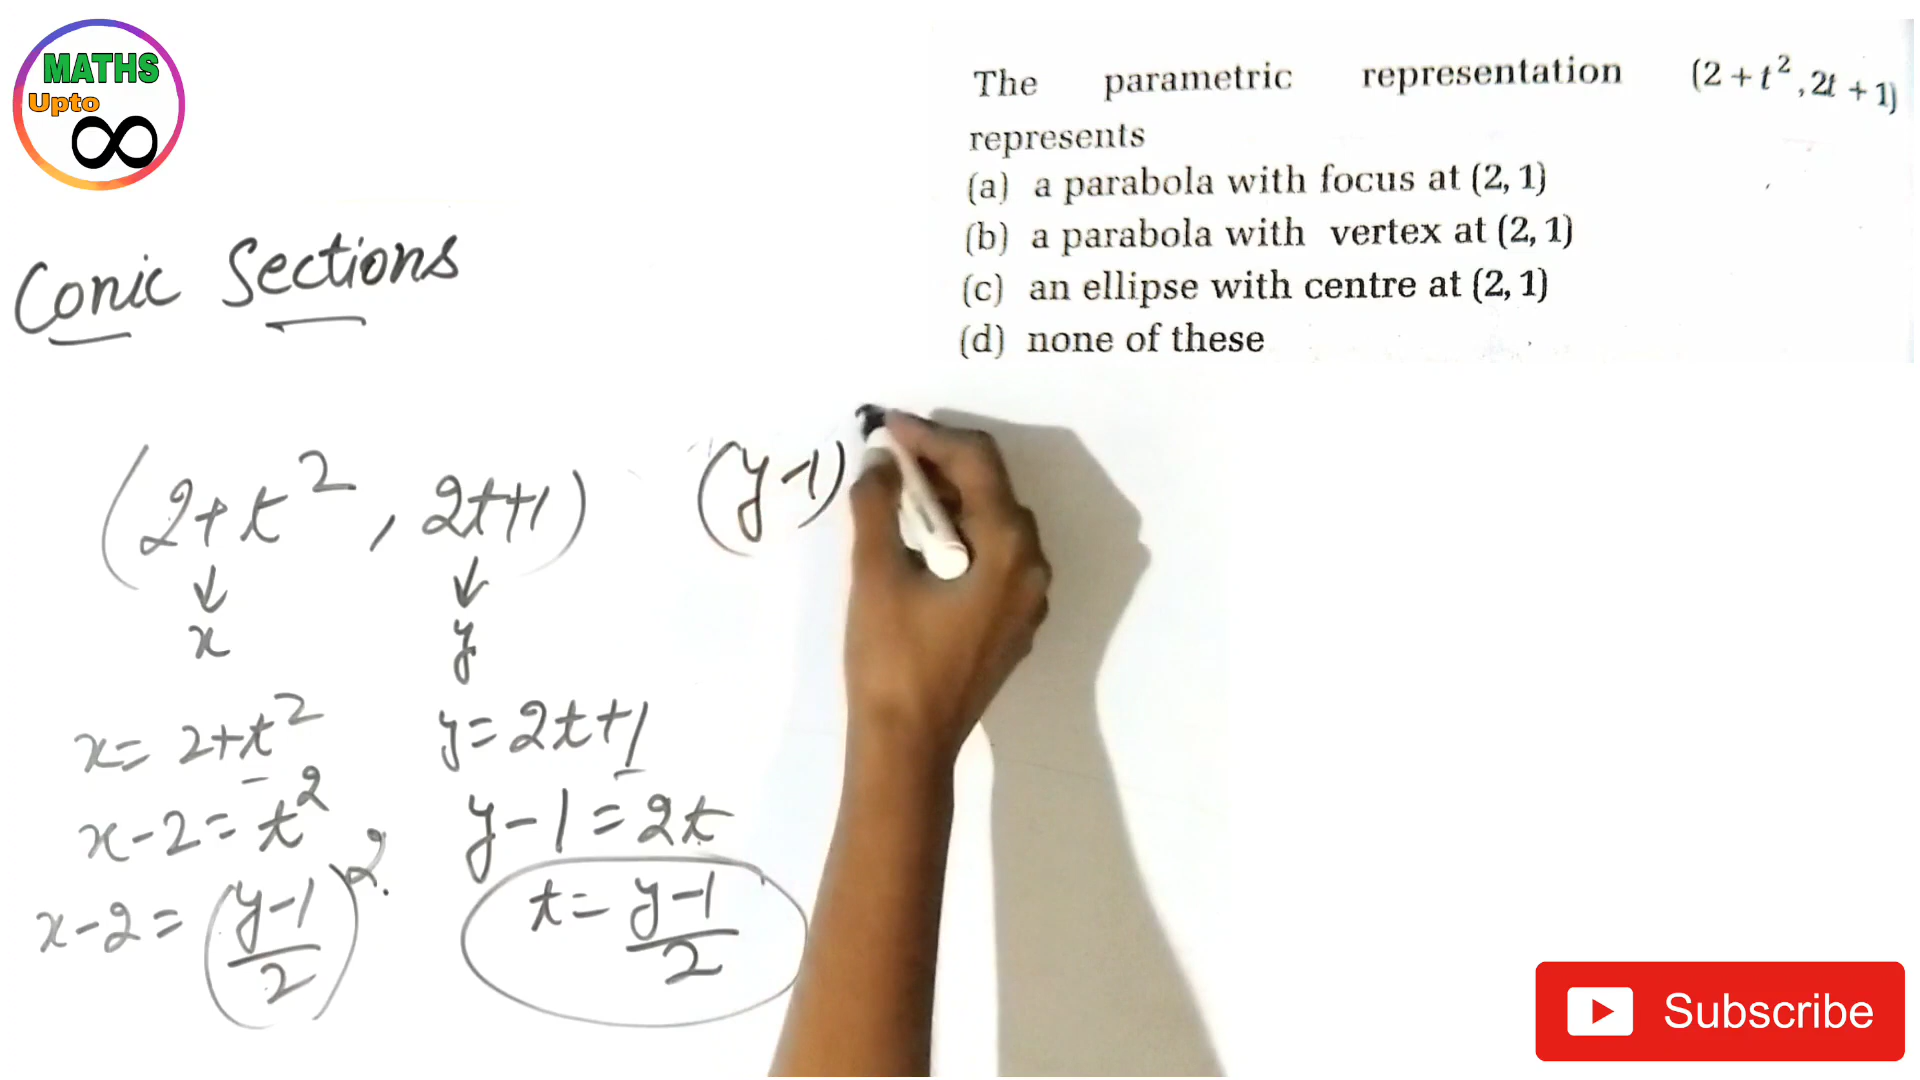 MATHS
Upto
∞
The parametric representation (2 + t², 2t + 1)
represents
(a) a parabola with focus at (2, 1)
(b) a parabola with vertex at (2, 1)
(c) an ellipse with centre at (2, 1)
(d) none of these
Conic Sections
(2+t², 2t+1)
↓ ↓
x y
x = 2+t²
x-2 = t²
x-2 = (y-1/2)².
y = 2t+1
y-1 = 2t
t = y-1/2
(y-1)
Subscribe